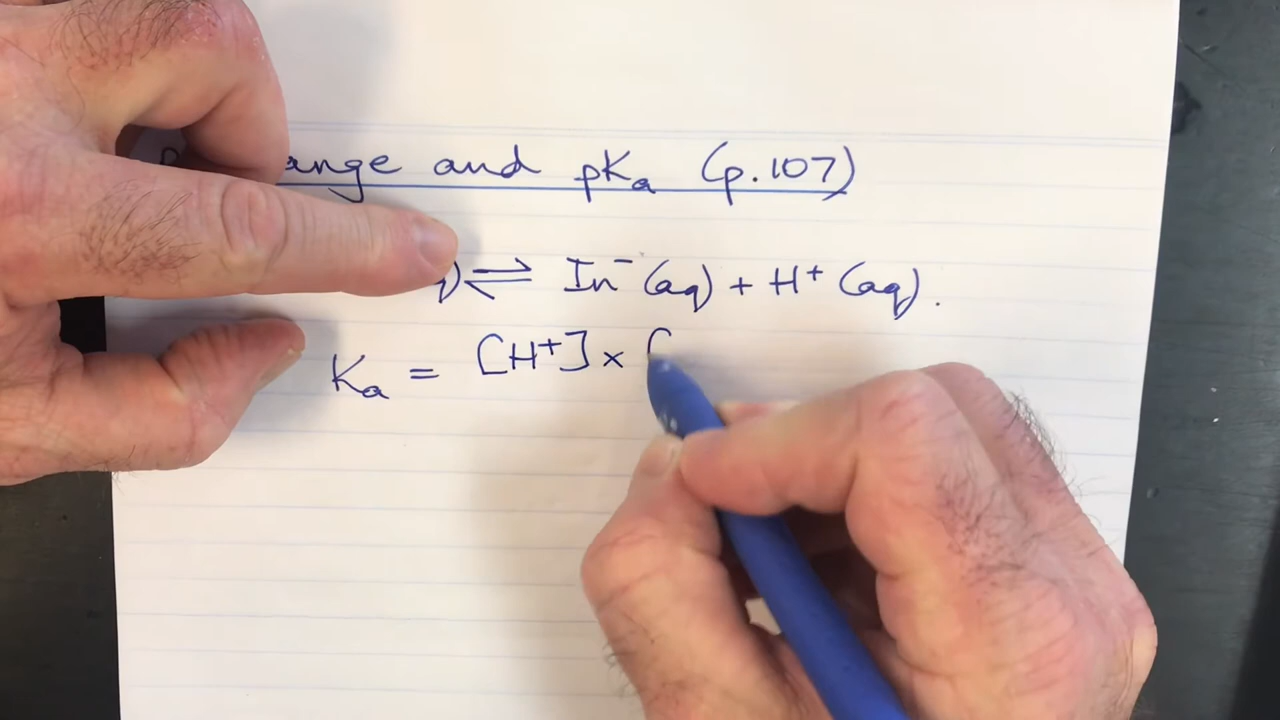 ange and pKₐ (p.107)
) ⇌ In⁻ (aq) + H⁺ (aq).
Kₐ = [H⁺] × [